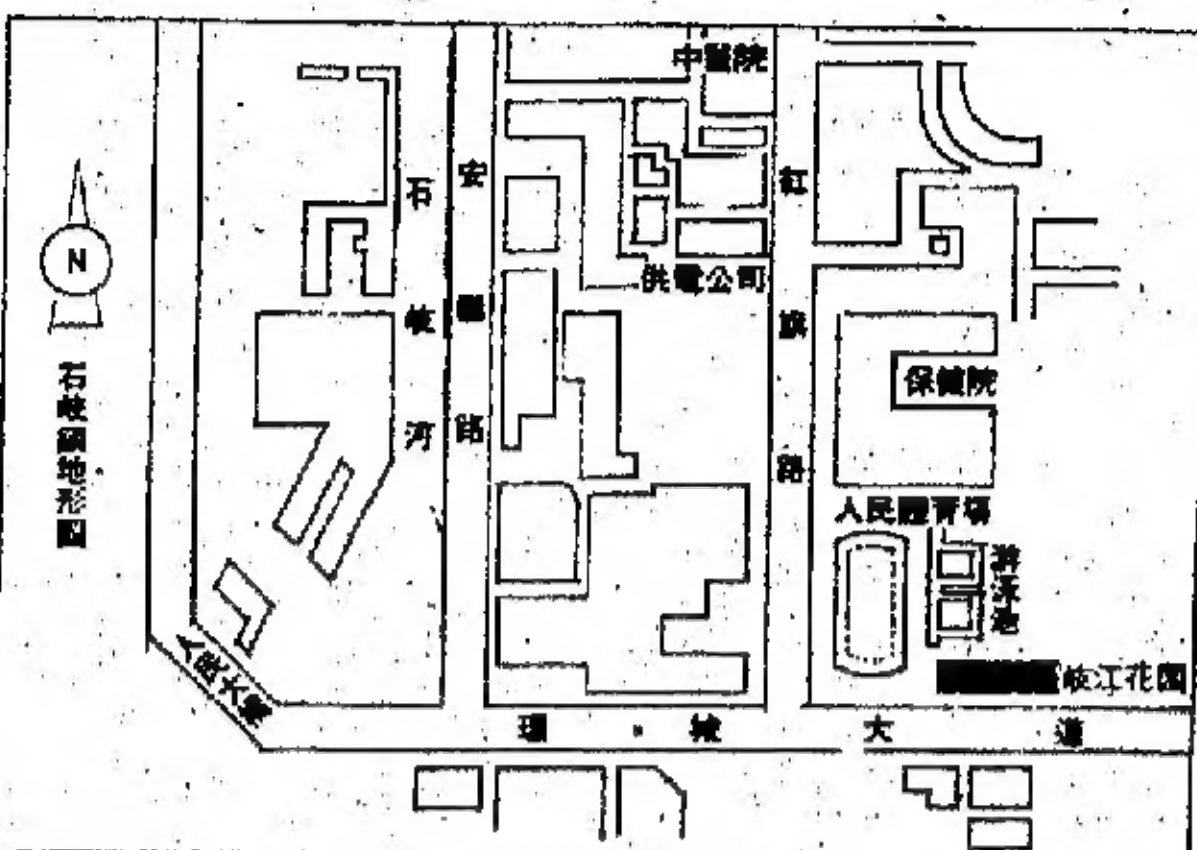 中醫院
石岐河
安欄路
紅旗路
供電公司
N
石岐鎮地形圖
保健院
人民體育場
游泳池
岐江花園
人民大橋
環城大道